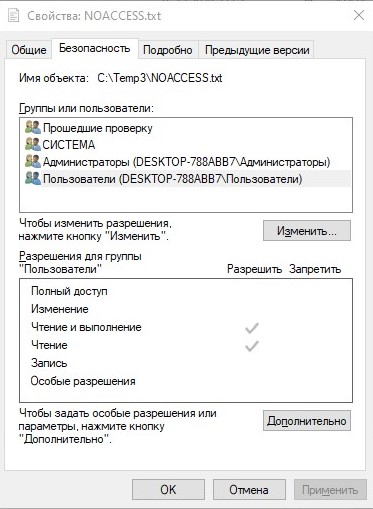 Свойства: NOACCESS.txt
Общие Безопасность Подробно Предыдущие версии
Имя объекта: C:\Temp3\NOACCESS.txt
Группы или пользователи:
Прошедшие проверку
СИСТЕМА
Администраторы (DESKTOP-788ABB7\Администраторы)
Пользователи (DESKTOP-788ABB7\Пользователи)
Чтобы изменить разрешения,
нажмите кнопку "Изменить".
Изменить...
Разрешения для группы
"Пользователи"
Разрешить Запретить
Полный доступ
Изменение
Чтение и выполнение
Чтение
Запись
Особые разрешения
Чтобы задать особые разрешения или
параметры, нажмите кнопку
"Дополнительно".
Дополнительно
OK Отмена Применить